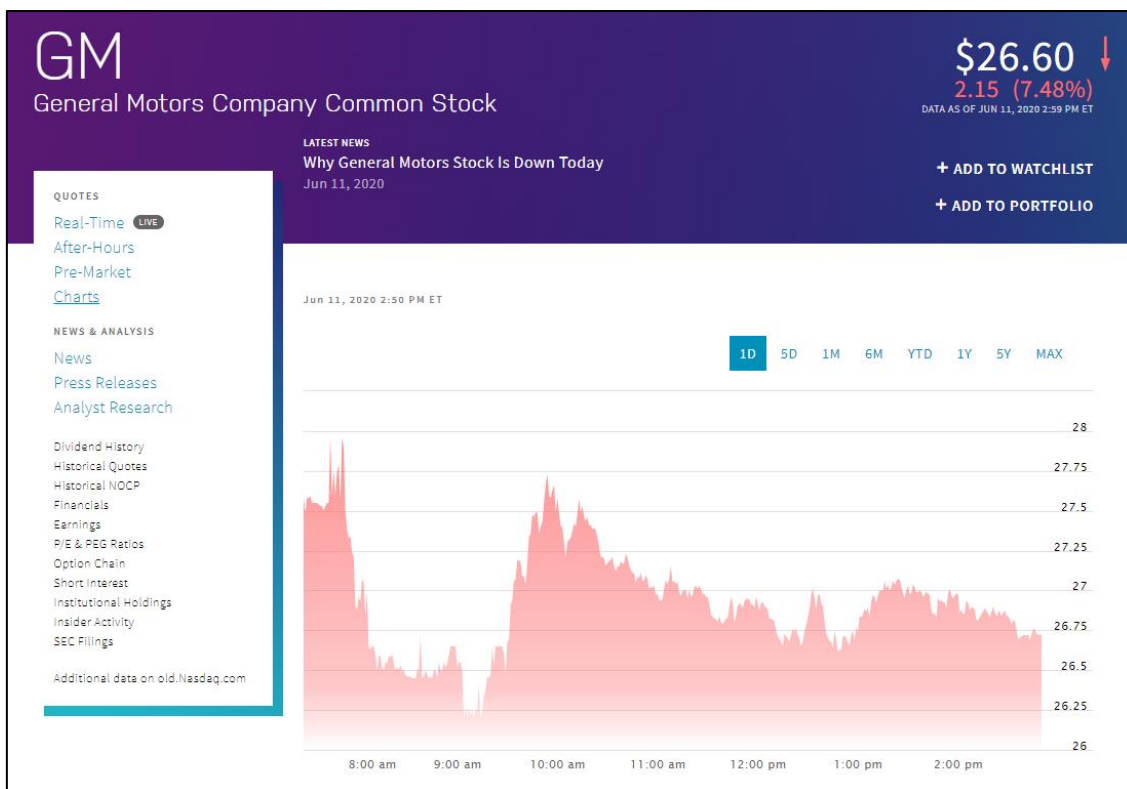 GM
General Motors Company Common Stock
$26.60
2.15 (7.48%)
DATA AS OF JUN 11, 2020 2:59 PM ET
LATEST NEWS
Why General Motors Stock Is Down Today
Jun 11, 2020
+ ADD TO WATCHLIST
+ ADD TO PORTFOLIO
QUOTES
Real-Time LIVE
After-Hours
Pre-Market
Charts
NEWS & ANALYSIS
News
Press Releases
Analyst Research
Dividend History
Historical Quotes
Historical NOCP
Financials
Earnings
P/E & PEG Ratios
Option Chain
Short Interest
Institutional Holdings
Insider Activity
SEC Filings
Additional data on old.Nasdaq.com
Jun 11, 2020 2:50 PM ET
1D 5D 1M 6M YTD 1Y 5Y MAX
28
27.75
27.5
27.25
27
26.75
26.5
26.25
26
8:00 am 9:00 am 10:00 am 11:00 am 12:00 pm 1:00 pm 2:00 pm